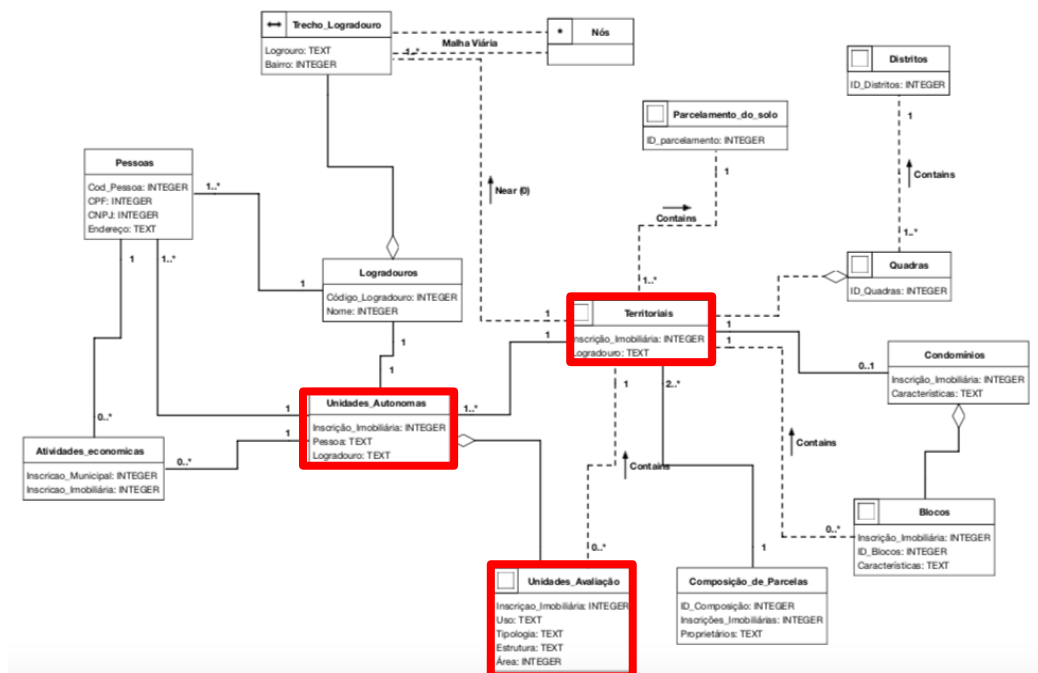 Trecho_Logradouro
Logrouro: TEXT
Bairro: INTEGER
Malha Viária
1..*
Nós
Distritos
ID_Distritos: INTEGER
1
Contains
1..*
Parcelamento_do_solo
ID_parcelamento: INTEGER
1
Contains
1..*
Near (0)
Pessoas
Cod_Pessoa: INTEGER
CPF: INTEGER
CNPJ: INTEGER
Endereço: TEXT
1..*
1
1
1..*
Logradouros
Código_Logradouro: INTEGER
Nome: INTEGER
1
1
Quadras
ID_Quadras: INTEGER
Territoriais
Inscrição_Imobiliária: INTEGER
Logradouro: TEXT
1
1
1
1
1
2..*
0..1
Condomínios
Inscrição_Imobiliária: INTEGER
Características: TEXT
Unidades_Autonomas
Inscrição_Imobiliária: INTEGER
Pessoa: TEXT
Logradouro: TEXT
1
1
1..*
0..*
0..*
Atividades_economicas
Inscricao_Municipal: INTEGER
Inscricao_Imobiliária: INTEGER
Contains
Contains
0..*
0..*
1
Blocos
Inscrição_Imobiliária: INTEGER
ID_Blocos: INTEGER
Características: TEXT
Unidades_Avaliação
Inscriçao_Imobiliária: INTEGER
Uso: TEXT
Tipologia: TEXT
Estrutura: TEXT
Área: INTEGER
Composição_de_Parcelas
ID_Composição: INTEGER
Inscrições_Imobiliárias: INTEGER
Proprietários: TEXT